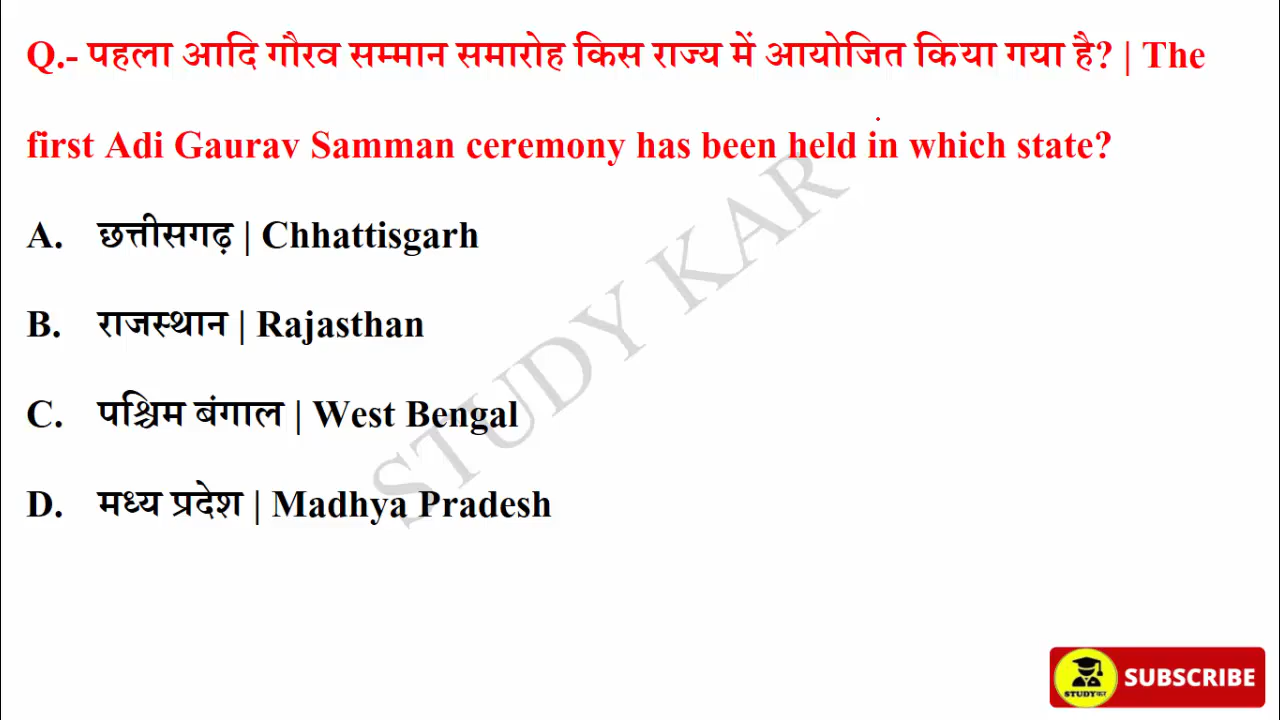 Q.- पहला आदि गौरव सम्मान समारोह किस राज्य में आयोजित किया गया है? | The
first Adi Gaurav Samman ceremony has been held in which state?
A. छत्तीसगढ़ | Chhattisgarh
B. राजस्थान | Rajasthan
C. पश्चिम बंगाल | West Bengal
D. मध्य प्रदेश | Madhya Pradesh
STUDY KAR
STUDYकर
SUBSCRIBE